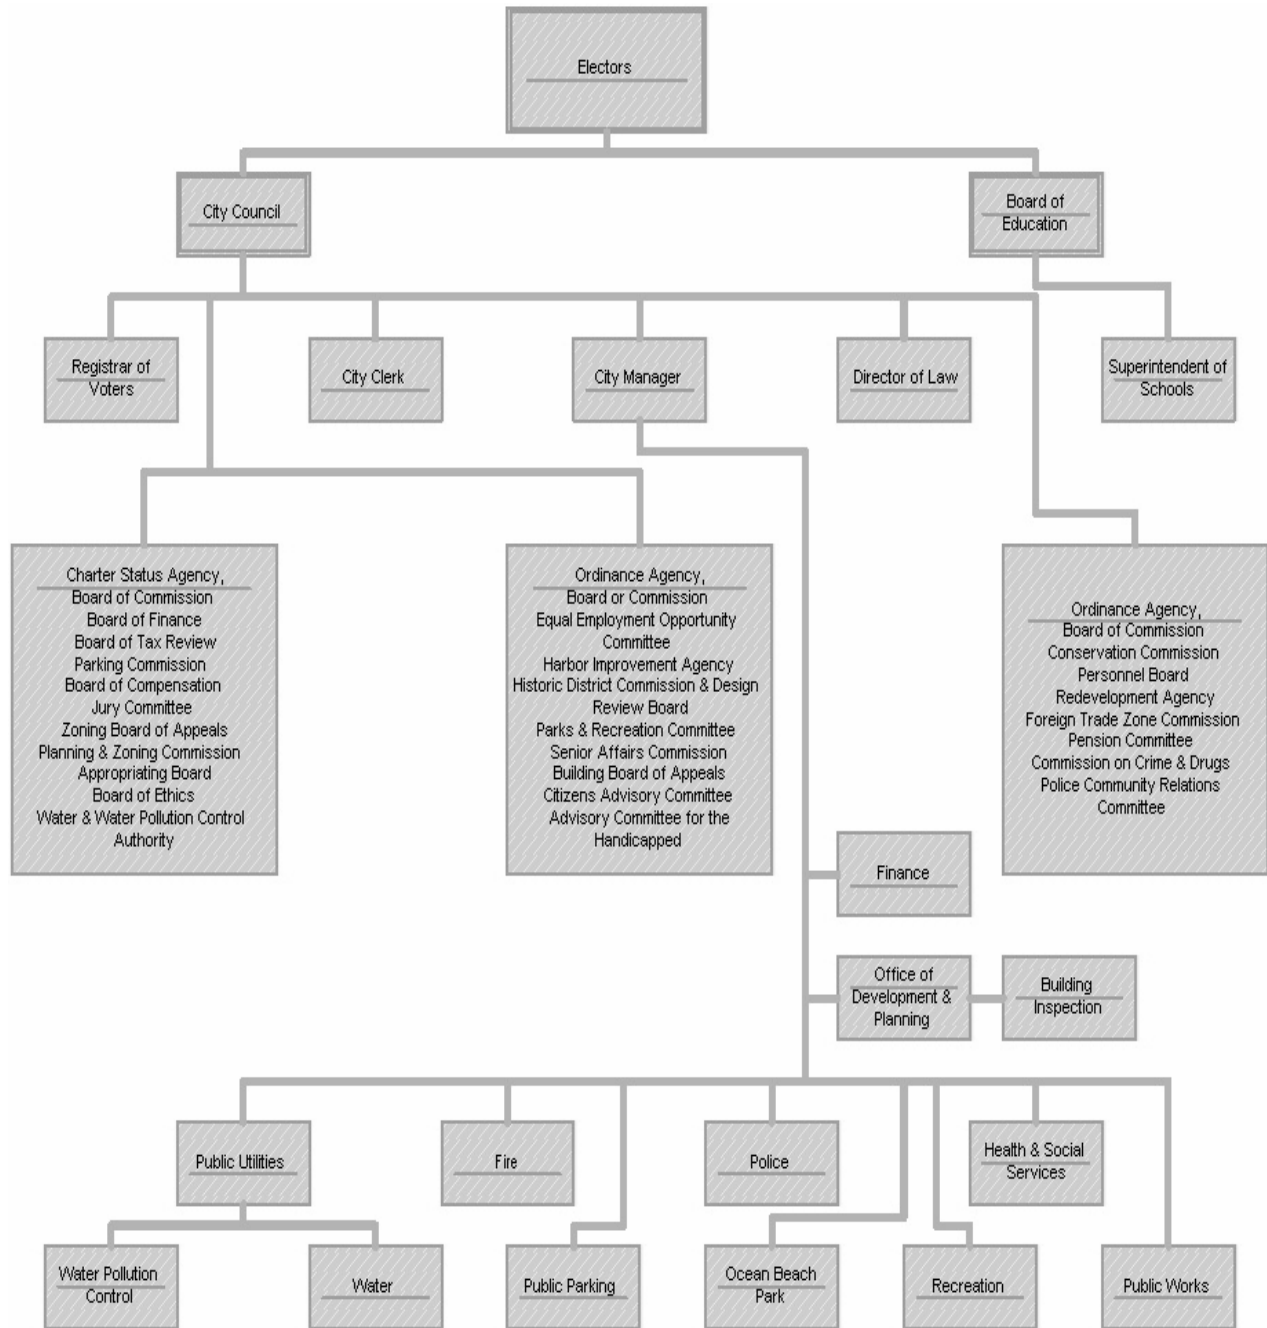 Electors
City Council
Board of
Education
Registrar of
Voters
City Clerk
City Manager
Director of Law
Superintendent of
Schools
Charter Status Agency,
Board of Commission
Board of Finance
Board of Tax Review
Parking Commission
Board of Compensation
Jury Committee
Zoning Board of Appeals
Planning & Zoning Commission
Appropriating Board
Board of Ethics
Water & Water Pollution Control
Authority
Ordinance Agency,
Board or Commission
Equal Employment Opportunity
Committee
Harbor Improvement Agency
Historic District Commission & Design
Review Board
Parks & Recreation Committee
Senior Affairs Commission
Building Board of Appeals
Citizens Advisory Committee
Advisory Committee for the
Handicapped
Ordinance Agency,
Board of Commission
Conservation Commission
Personnel Board
Redevelopment Agency
Foreign Trade Zone Commission
Pension Committee
Commission on Crime & Drugs
Police Community Relations
Committee
Finance
Office of
Development &
Planning
Building
Inspection
Public Utilities
Fire
Police
Health & Social
Services
Water Pollution
Control
Water
Public Parking
Ocean Beach
Park
Recreation
Public Works